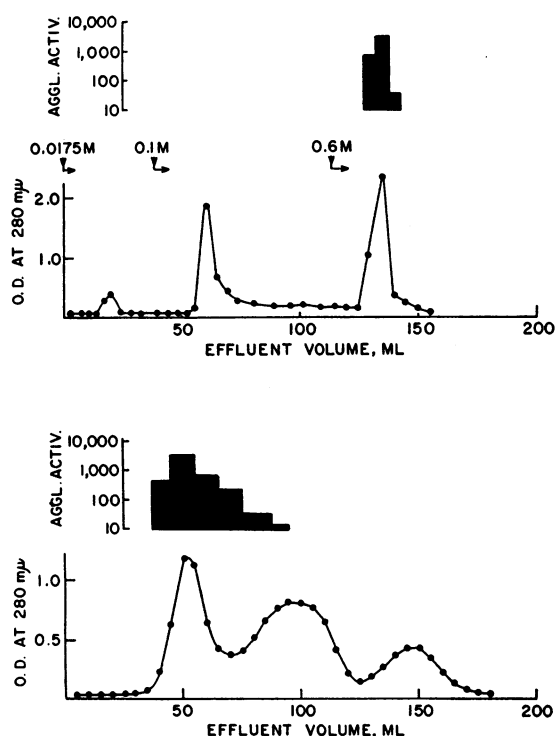 AGGL. ACTIV.
10,000
1,000
100
10
0.0175M
0.1M
0.6M
O.D. AT 280 mμ
2.0
1.0
50
100
150
200
EFFLUENT VOLUME, ML
AGGL. ACTIV.
10,000
1,000
100
10
O.D. AT 280 mμ
1.0
0.5
50
100
150
200
EFFLUENT VOLUME, ML